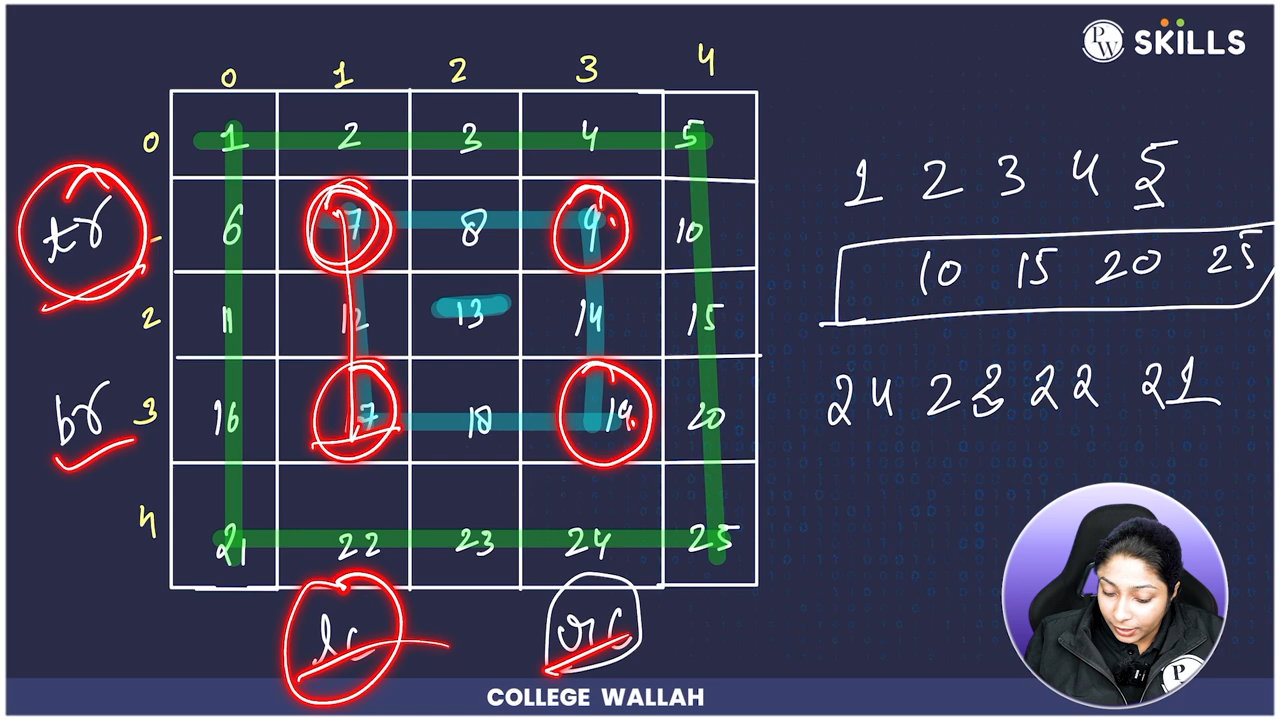 PW SKILLS
0 1 2 3 4
0 1 2 3 4 5
tr 1 6 7 8 9 10
2 11 12 13 14 15
br 3 16 17 18 19 20
4 21 22 23 24 25
lc rc
1 2 3 4 5
10 15 20 25
24 23 22 21
COLLEGE WALLAH
P